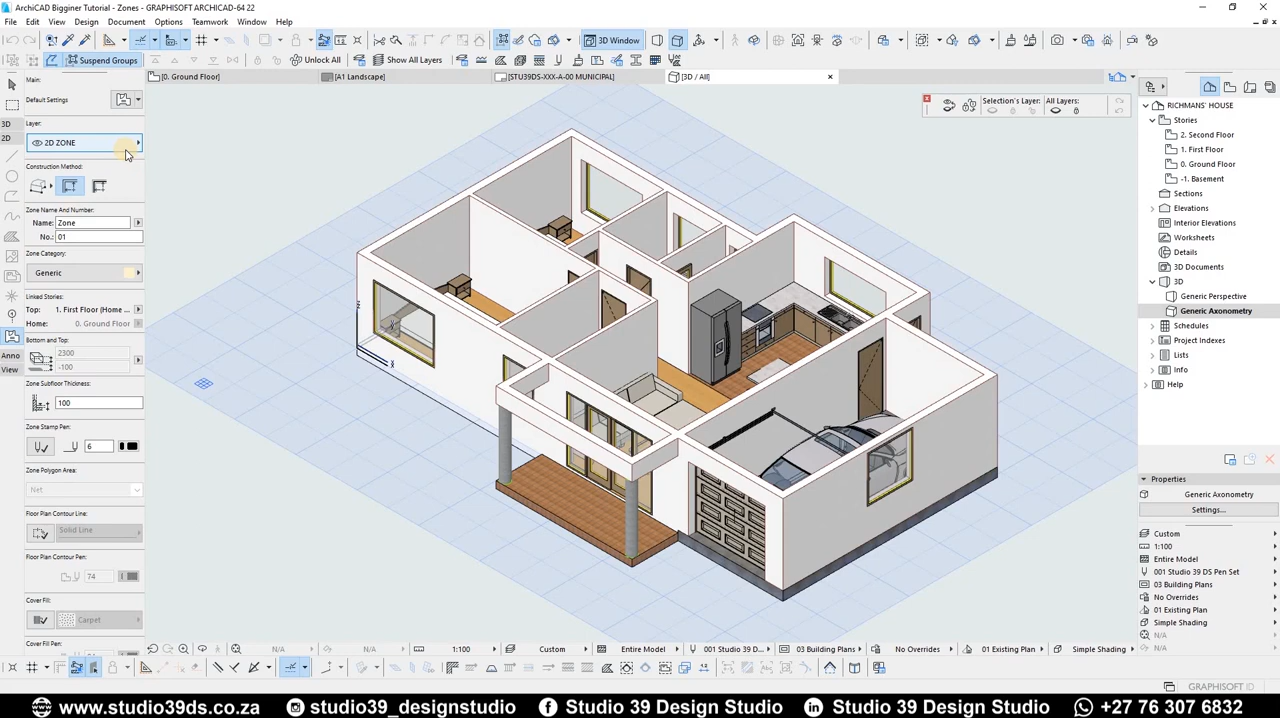 ArchiCAD Bigginer Tutorial - Zones - GRAPHISOFT ARCHICAD-64 22
File Edit View Design Document Options Teamwork Window Help
3D Window
Suspend Groups Unlock All Show All Layers
[0. Ground Floor] [A1 Landscape] [STU39DS-XXX-A-00 MUNICIPAL] [3D / All]
Main:
Default Settings
Layer:
2D ZONE
Construction Method:
Zone Name And Number:
Name: Zone
No.: 01
Zone Category:
Generic
Linked Stories:
Top: 1. First Floor (Home ...
Home: 0. Ground Floor
Bottom and Top:
2300
-100
Zone Subfloor Thickness:
100
Zone Stamp Pen:
6
Zone Polygon Area:
Net
Floor Plan Contour Line:
Solid Line
Floor Plan Contour Pen:
74
Cover Fill:
Carpet
Cover Fill Pen:
3D
2D
Anno
View
Selection's Layer: All Layers:
RICHMANS' HOUSE
Stories
2. Second Floor
1. First Floor
0. Ground Floor
-1. Basement
Sections
Elevations
Interior Elevations
Worksheets
Details
3D Documents
3D
Generic Perspective
Generic Axonometry
Schedules
Project Indexes
Lists
Info
Help
Properties
Generic Axonometry
Settings...
Custom
1:100
Entire Model
001 Studio 39 DS Pen Set
03 Building Plans
No Overrides
01 Existing Plan
Simple Shading
N/A
N/A N/A 1:100 Custom Entire Model 001 Studio 39 D... 03 Building Plans No Overrides 01 Existing Plan Simple Shading
GRAPHISOFT ID
www.studio39ds.co.za studio39_designstudio Studio 39 Design Studio Studio 39 Design Studio +27 76 307 6832